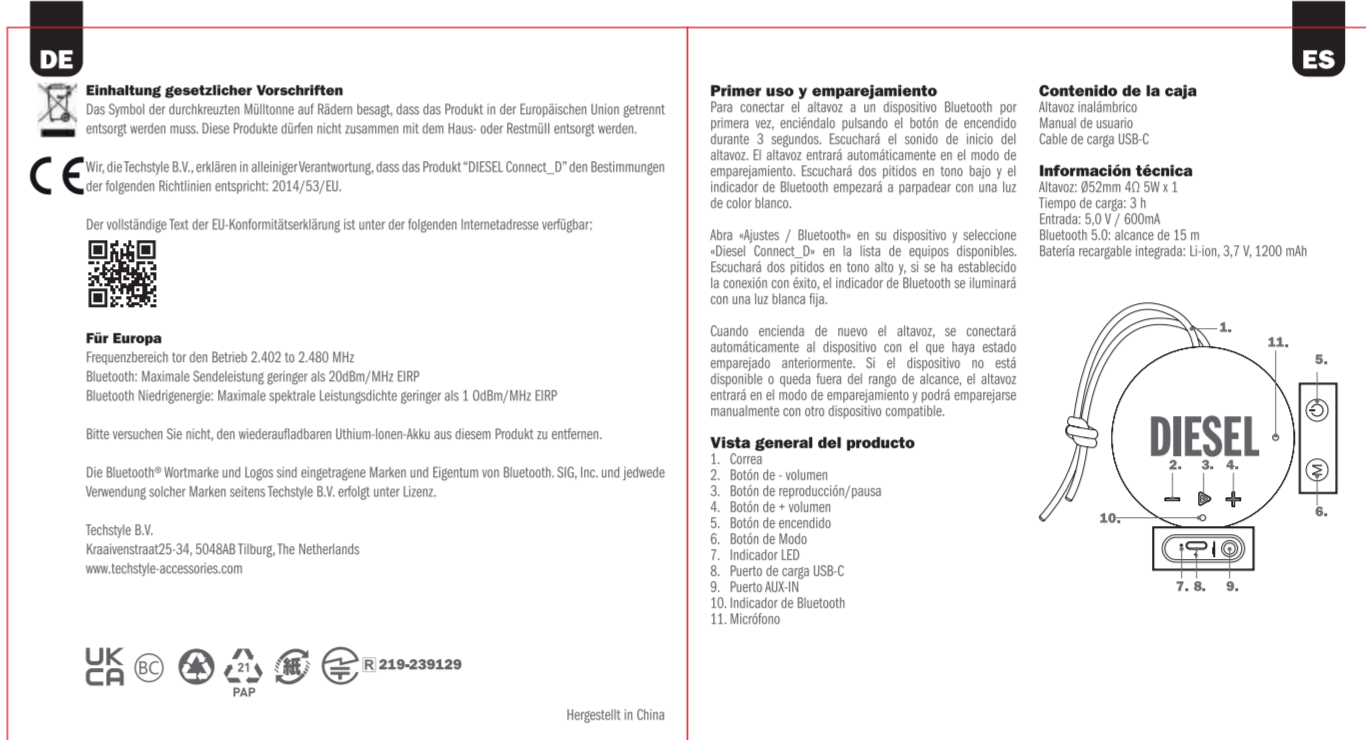 DE
Einhaltung gesetzlicher Vorschriften
Das Symbol der durchkreuzten Mülltonne auf Rädern besagt, dass das Produkt in der Europäischen Union getrennt
entsorgt werden muss. Diese Produkte dürfen nicht zusammen mit dem Haus- oder Restmüll entsorgt werden.
CE
Wir, die Techstyle B.V., erklären in alleiniger Verantwortung, dass das Produkt “DIESEL Connect_D” den Bestimmungen
der folgenden Richtlinien entspricht: 2014/53/EU.
Der vollständige Text der EU-Konformitätserklärung ist unter der folgenden Internetadresse verfügbar:
Für Europa
Frequenzbereich tor den Betrieb 2.402 to 2.480 MHz
Bluetooth: Maximale Sendeleistung geringer als 20dBm/MHz EIRP
Bluetooth Niedrigenergie: Maximale spektrale Leistungsdichte geringer als 1 OdBm/MHz EIRP
Bitte versuchen Sie nicht, den wiederaufladbaren Uthium-Ionen-Akku aus diesem Produkt zu entfernen.
Die Bluetooth® Wortmarke und Logos sind eingetragene Marken und Eigentum von Bluetooth. SIG, Inc. und jedwede
Verwendung solcher Marken seitens Techstyle B.V. erfolgt unter Lizenz.
Techstyle B.V.
Kraaivenstraat25-34, 5048AB Tilburg, The Netherlands
www.techstyle-accessories.com
UK
CA
BC
21
PAP
紙
R 219-239129
Hergestellt in China
ES
Primer uso y emparejamiento
Para conectar el altavoz a un dispositivo Bluetooth por
primera vez, enciéndalo pulsando el botón de encendido
durante 3 segundos. Escuchará el sonido de inicio del
altavoz. El altavoz entrará automáticamente en el modo de
emparejamiento. Escuchará dos pitidos en tono bajo y el
indicador de Bluetooth empezará a parpadear con una luz
de color blanco.
Abra «Ajustes / Bluetooth» en su dispositivo y seleccione
«Diesel Connect_D» en la lista de equipos disponibles.
Escuchará dos pitidos en tono alto y, si se ha establecido
la conexión con éxito, el indicador de Bluetooth se iluminará
con una luz blanca fija.
Cuando encienda de nuevo el altavoz, se conectará
automáticamente al dispositivo con el que haya estado
emparejado anteriormente. Si el dispositivo no está
disponible o queda fuera del rango de alcance, el altavoz
entrará en el modo de emparejamiento y podrá emparejarse
manualmente con otro dispositivo compatible.
Vista general del producto
1. Correa
2. Botón de - volumen
3. Botón de reproducción/pausa
4. Botón de + volumen
5. Botón de encendido
6. Botón de Modo
7. Indicador LED
8. Puerto de carga USB-C
9. Puerto AUX-IN
10. Indicador de Bluetooth
11. Micrófono
Contenido de la caja
Altavoz inalámbrico
Manual de usuario
Cable de carga USB-C
Información técnica
Altavoz: Ø52mm 4Ω 5W x 1
Tiempo de carga: 3 h
Entrada: 5,0 V / 600mA
Bluetooth 5.0: alcance de 15 m
Batería recargable integrada: Li-ion, 3,7 V, 1200 mAh
1.
11.
5.
DIESEL
2. 3. 4.
M
6.
10.
7. 8. 9.